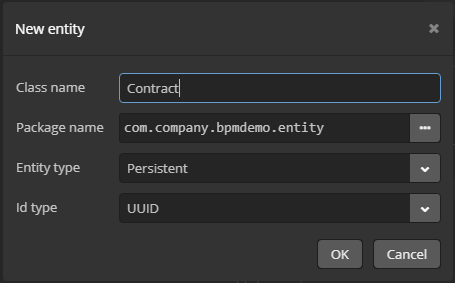 New entity
Class name Contract
Package name com.company.bpmdemo.entity
Entity type Persistent
Id type UUID
OK Cancel